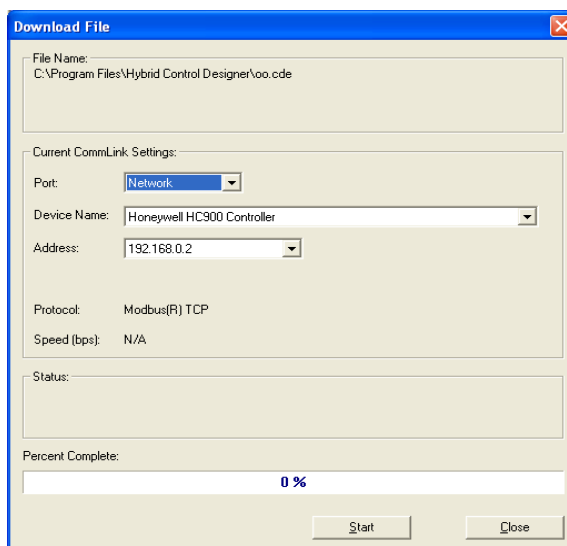 Download File
File Name:
C:\Program Files\Hybrid Control Designer\oo.cde
Current CommLink Settings:
Port: Network
Device Name: Honeywell HC900 Controller
Address: 192.168.0.2
Protocol: Modbus(R) TCP
Speed (bps): N/A
Status:
Percent Complete:
0 %
Start Close